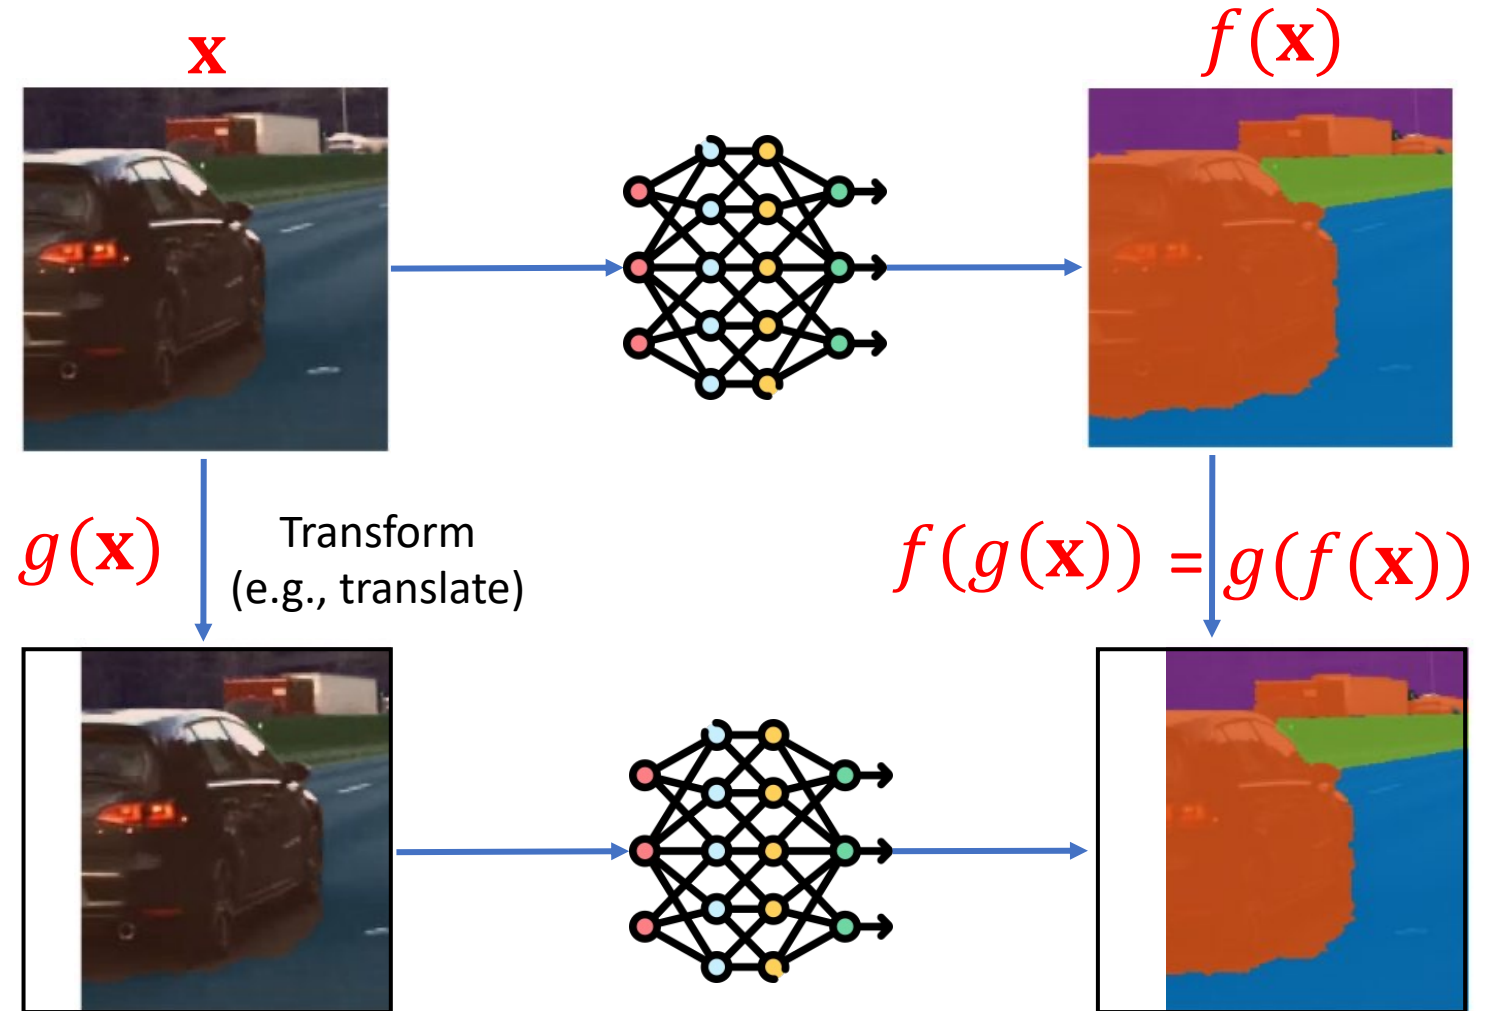 x
f(x)
g(x)
Transform
(e.g., translate)
f(g(x)) = g(f(x))